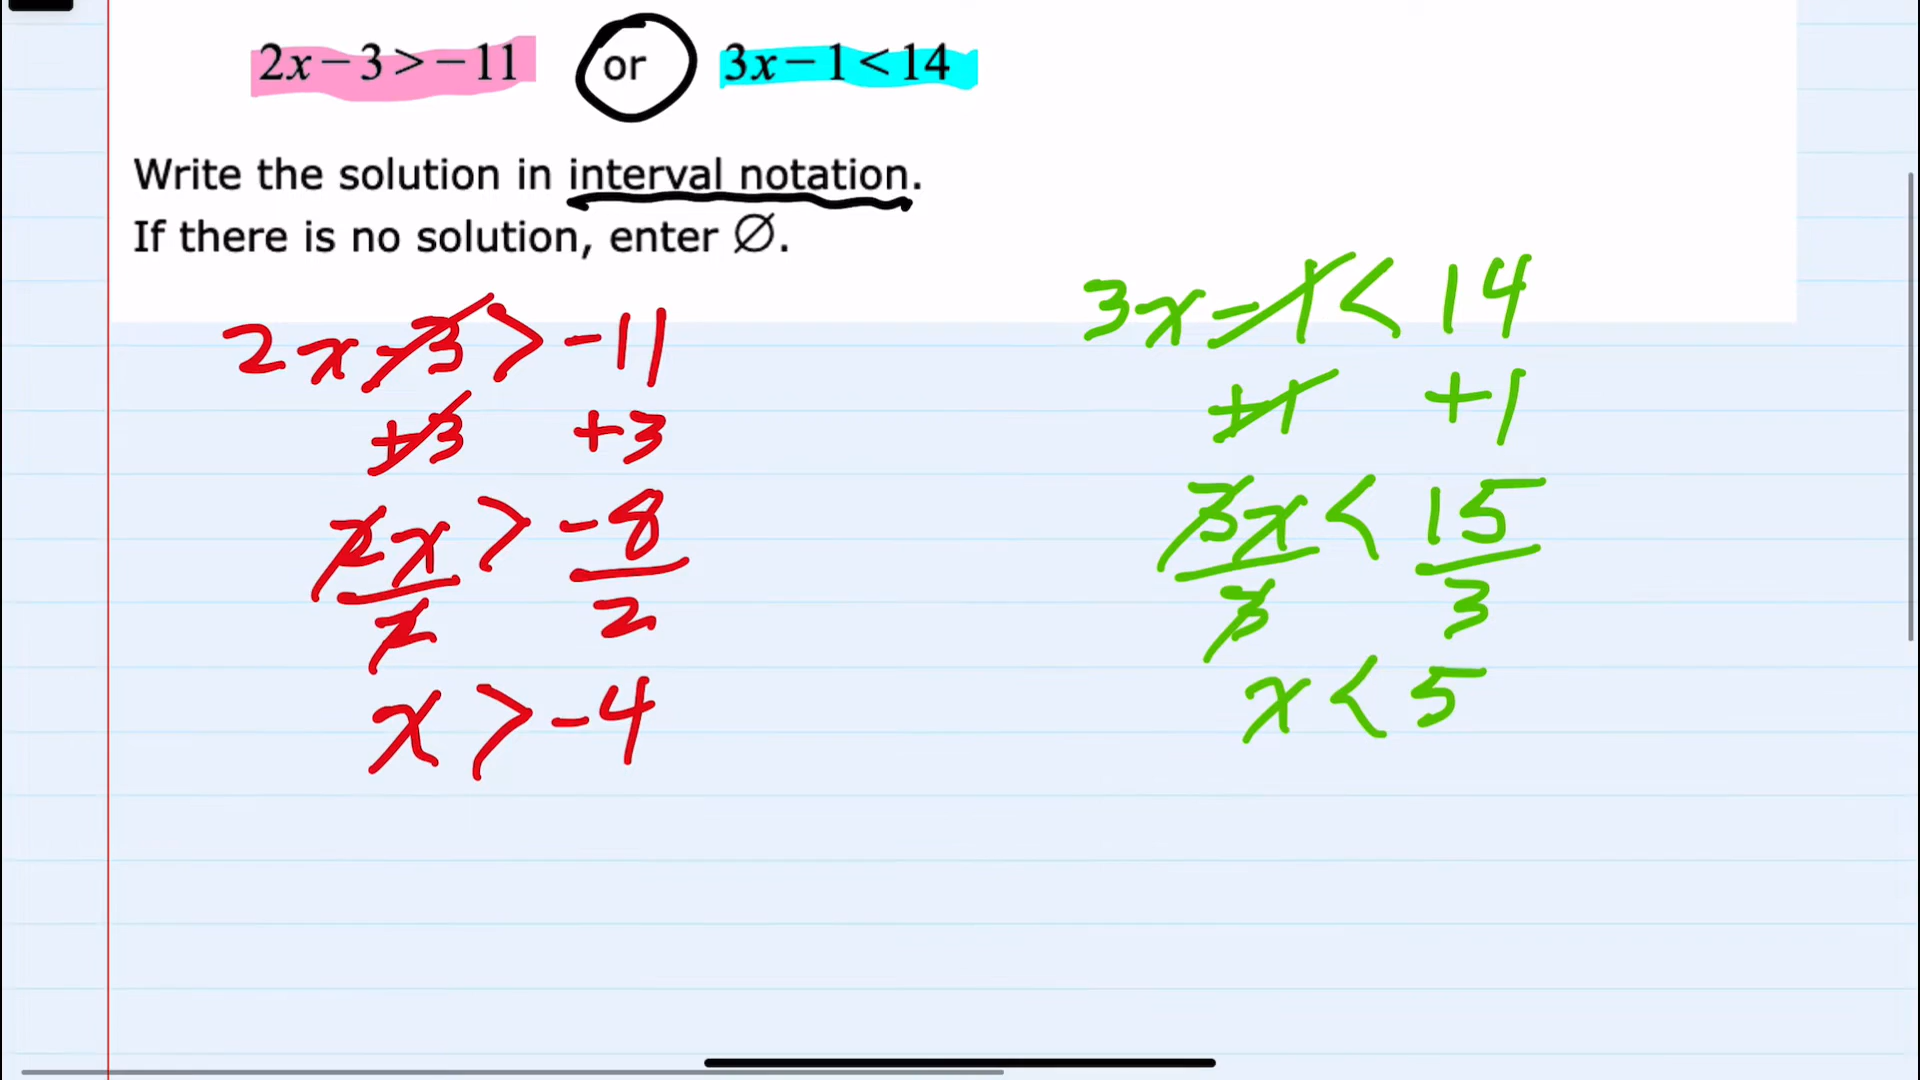 2x−3>−11 or 3x−1<14
Write the solution in interval notation.
If there is no solution, enter ∅.
2x-3 > -11
+3 +3
2x > -8
2 2
x > -4
3x-1 < 14
+1 +1
3x < 15
3 3
x < 5